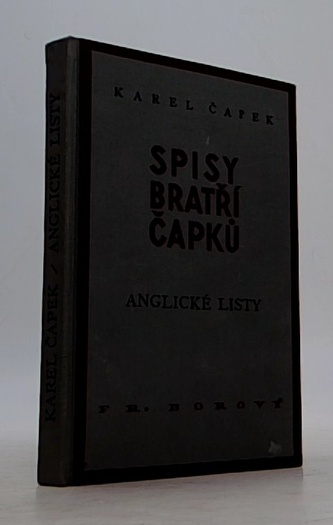 KAREL ČAPEK
SPISY
BRATŘÍ
ČAPKŮ
ANGLICKÉ LISTY
FR. BOROVÝ
KAREL ČAPEK / ANGLICKÉ LISTY